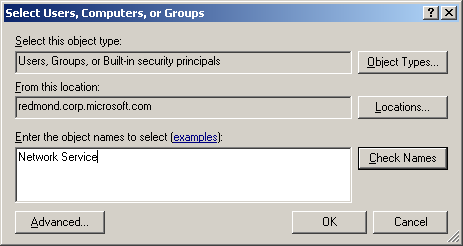 Select Users, Computers, or Groups
Select this object type:
Users, Groups, or Built-in security principals
Object Types...
From this location:
redmond.corp.microsoft.com
Locations...
Enter the object names to select (examples):
Network Service
Check Names
Advanced...
OK
Cancel